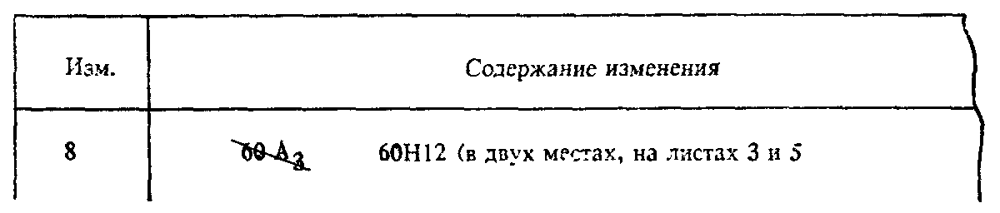 Изм.
Содержание изменения
8
60 А3 60Н12 (в двух местах, на листах 3 и 5